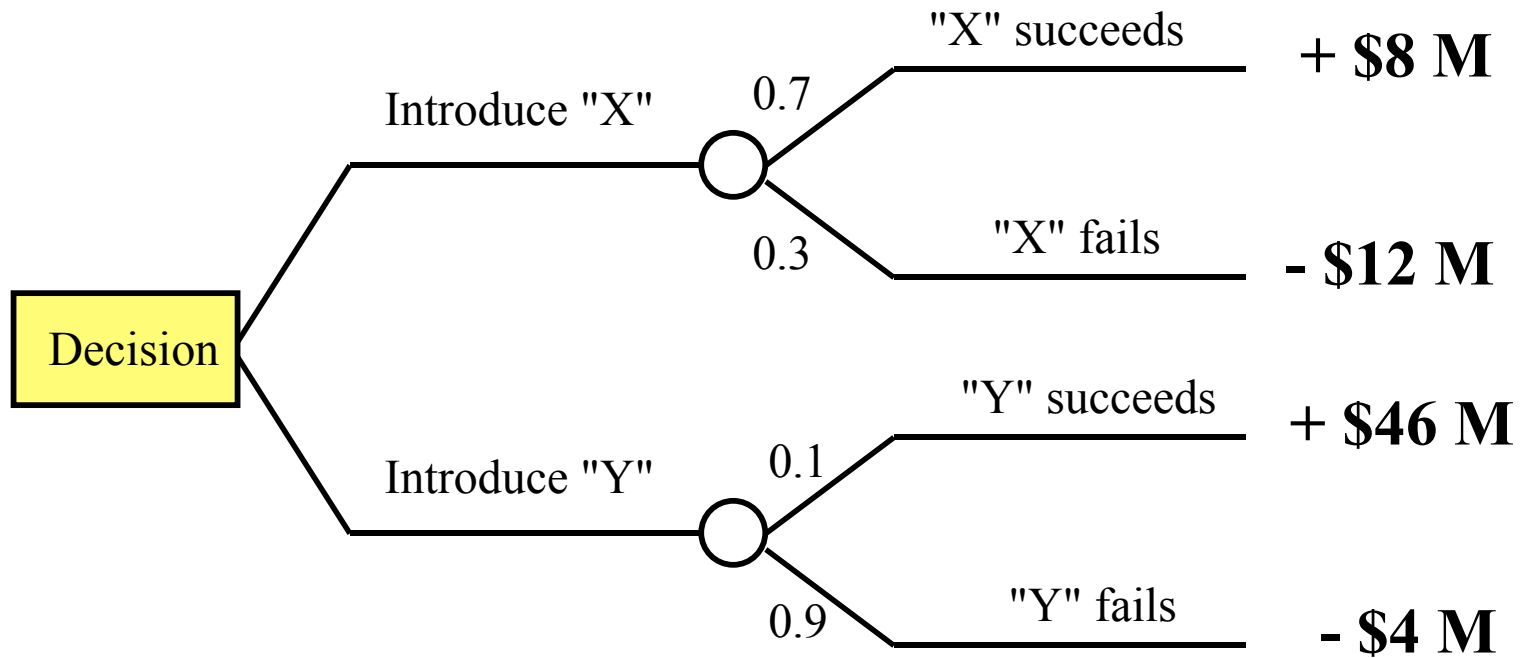 "X" succeeds
+ $8 M
0.7
Introduce "X"
0.3
"X" fails
- $12 M
Decision
"Y" succeeds
+ $46 M
0.1
Introduce "Y"
0.9
"Y" fails
- $4 M